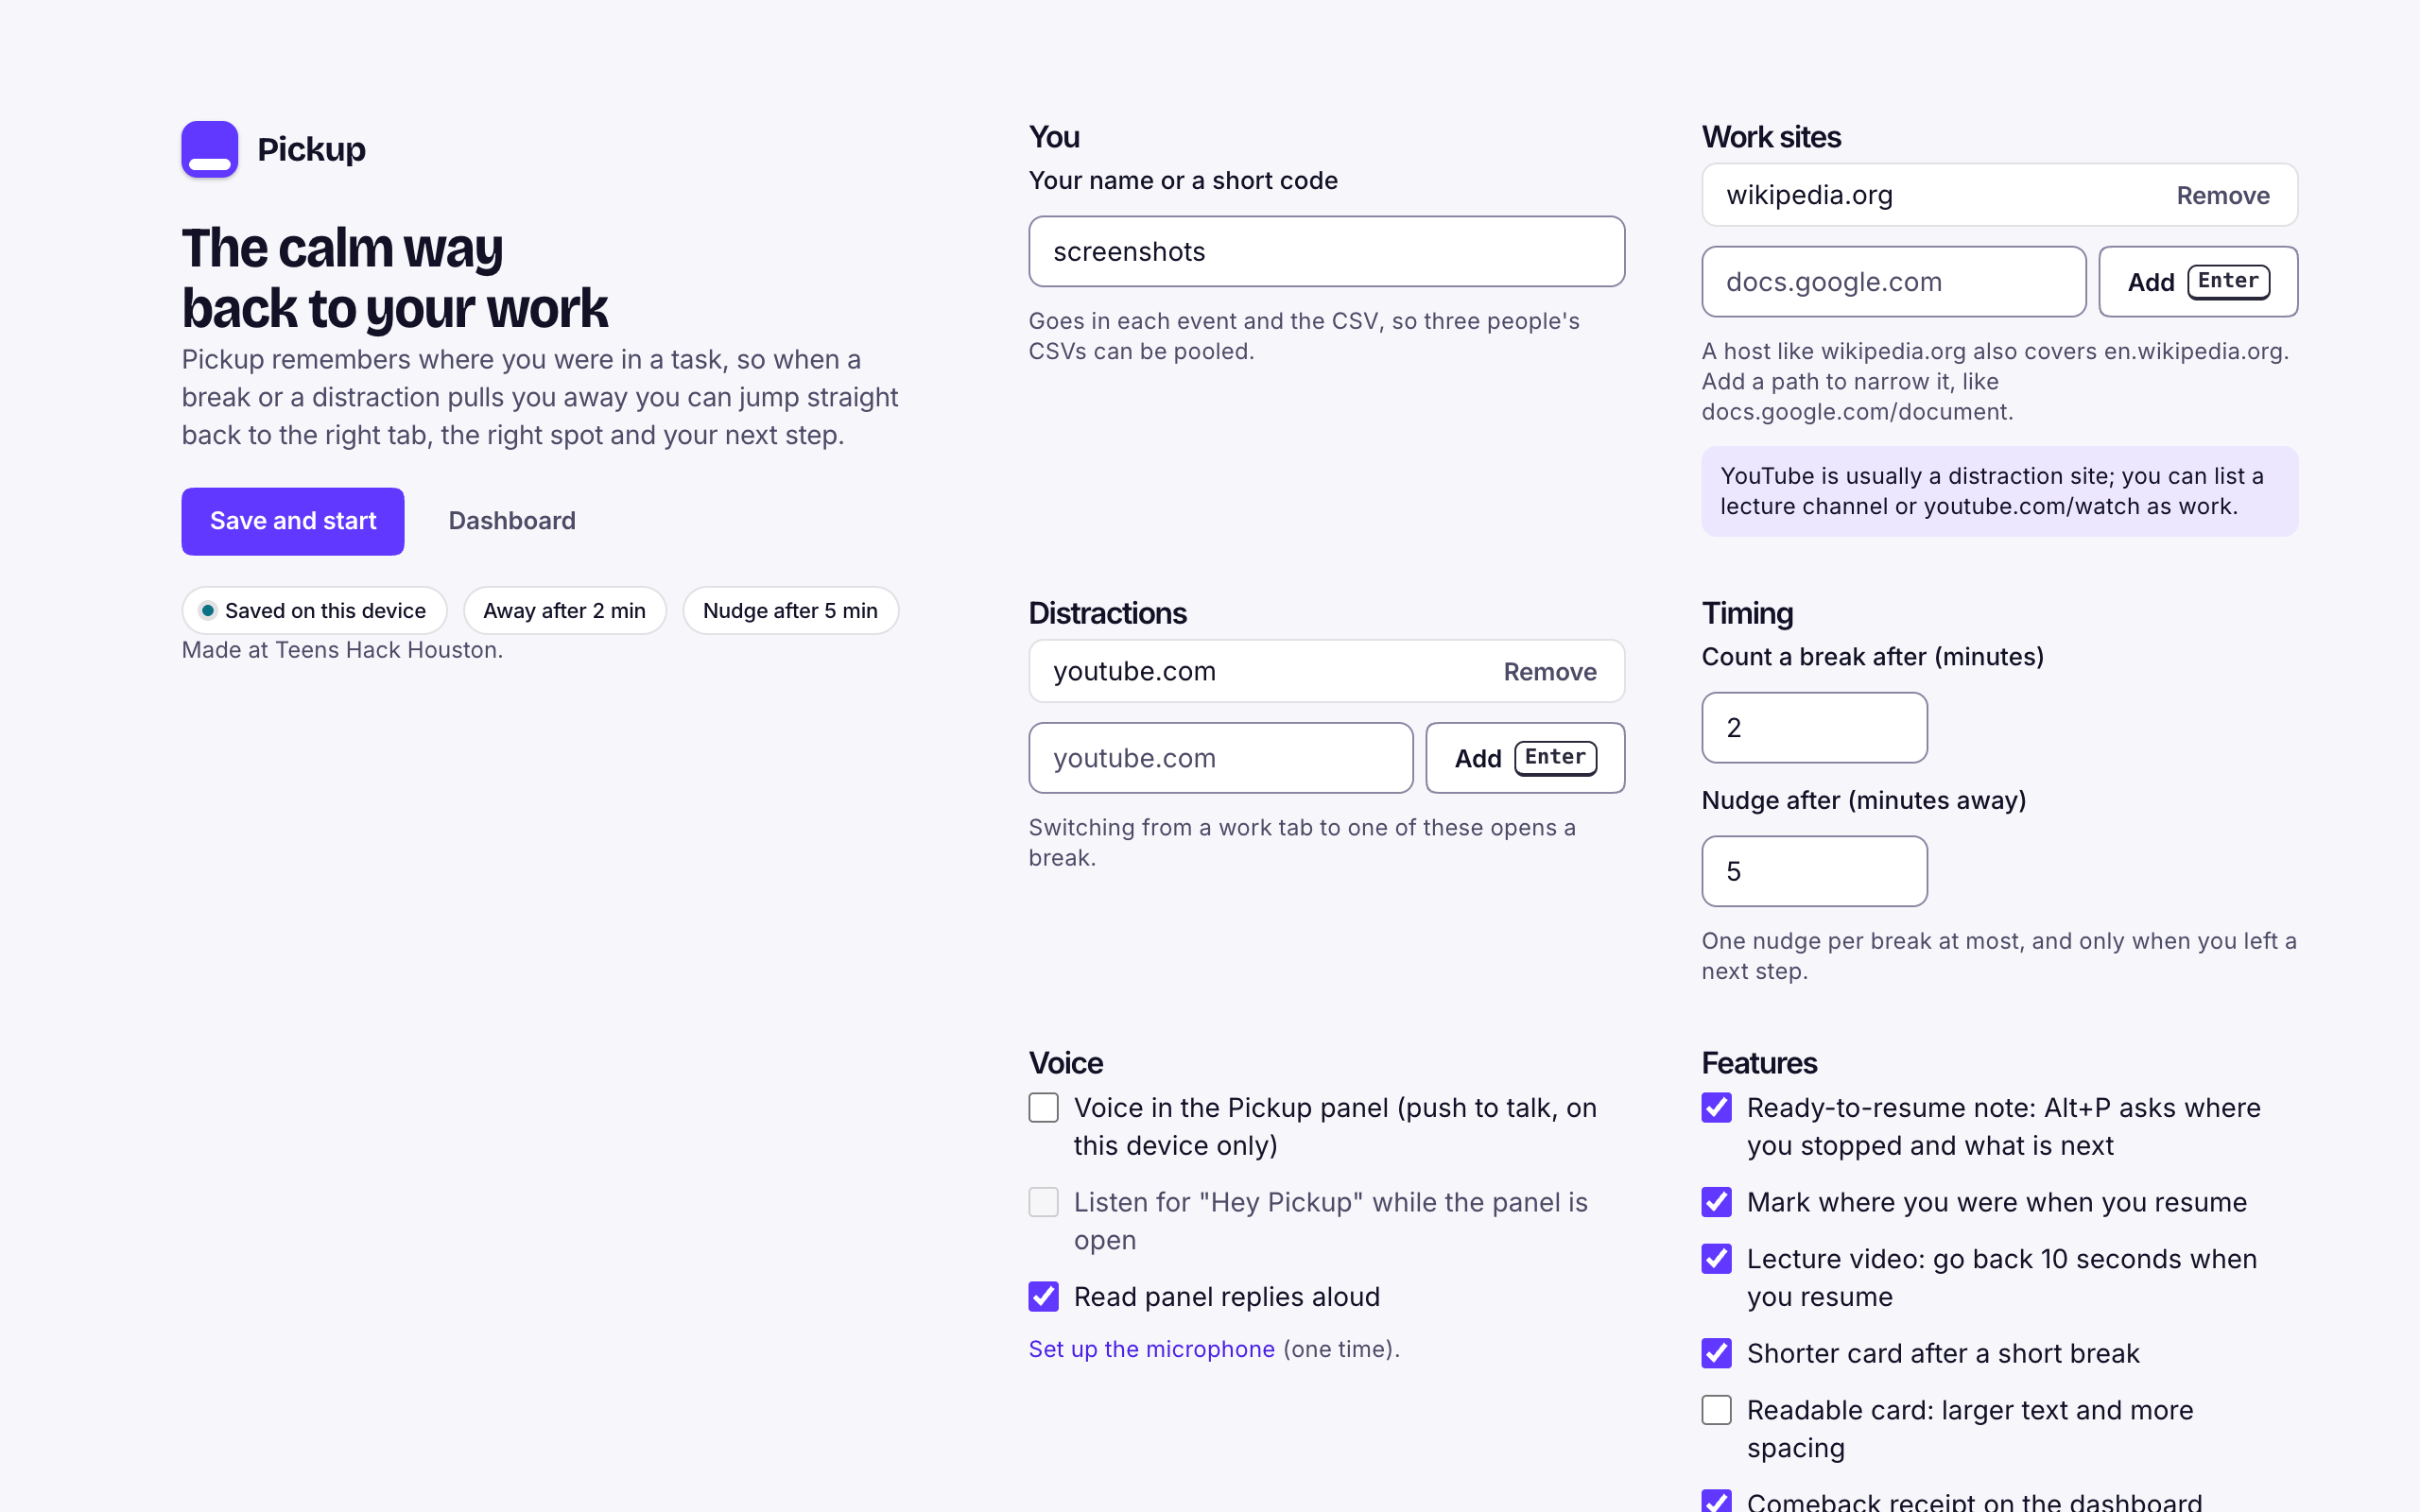 Pickup
The calm way
back to your work
Pickup remembers where you were in a task, so when a
break or a distraction pulls you away you can jump straight
back to the right tab, the right spot and your next step.
Save and start
Dashboard
Saved on this device
Away after 2 min
Nudge after 5 min
Made at Teens Hack Houston.
You
Your name or a short code
screenshots
Goes in each event and the CSV, so three people's
CSVs can be pooled.
Work sites
wikipedia.org
Remove
docs.google.com
Add Enter
A host like wikipedia.org also covers en.wikipedia.org.
Add a path to narrow it, like
docs.google.com/document.
YouTube is usually a distraction site; you can list a
lecture channel or youtube.com/watch as work.
Distractions
youtube.com
Remove
youtube.com
Add Enter
Switching from a work tab to one of these opens a
break.
Timing
Count a break after (minutes)
2
Nudge after (minutes away)
5
One nudge per break at most, and only when you left a
next step.
Voice
Voice in the Pickup panel (push to talk, on
this device only)
Listen for "Hey Pickup" while the panel is
open
Read panel replies aloud
Set up the microphone (one time).
Features
Ready-to-resume note: Alt+P asks where
you stopped and what is next
Mark where you were when you resume
Lecture video: go back 10 seconds when
you resume
Shorter card after a short break
Readable card: larger text and more
spacing
Comeback receipt on the dashboard